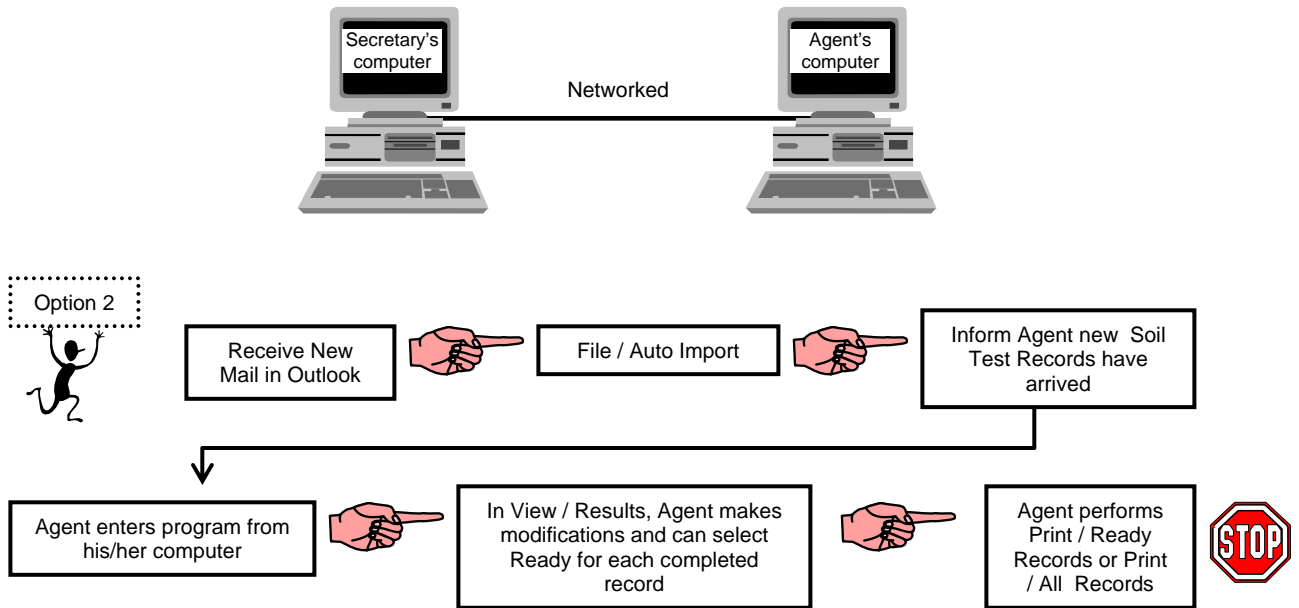 Secretary's
computer
Agent's
computer
Networked
Option 2
Receive New
Mail in Outlook
File / Auto Import
Inform Agent new Soil
Test Records have
arrived
Agent enters program from
his/her computer
In View / Results, Agent makes
modifications and can select
Ready for each completed
record
Agent performs
Print / Ready
Records or Print
/ All Records
STOP